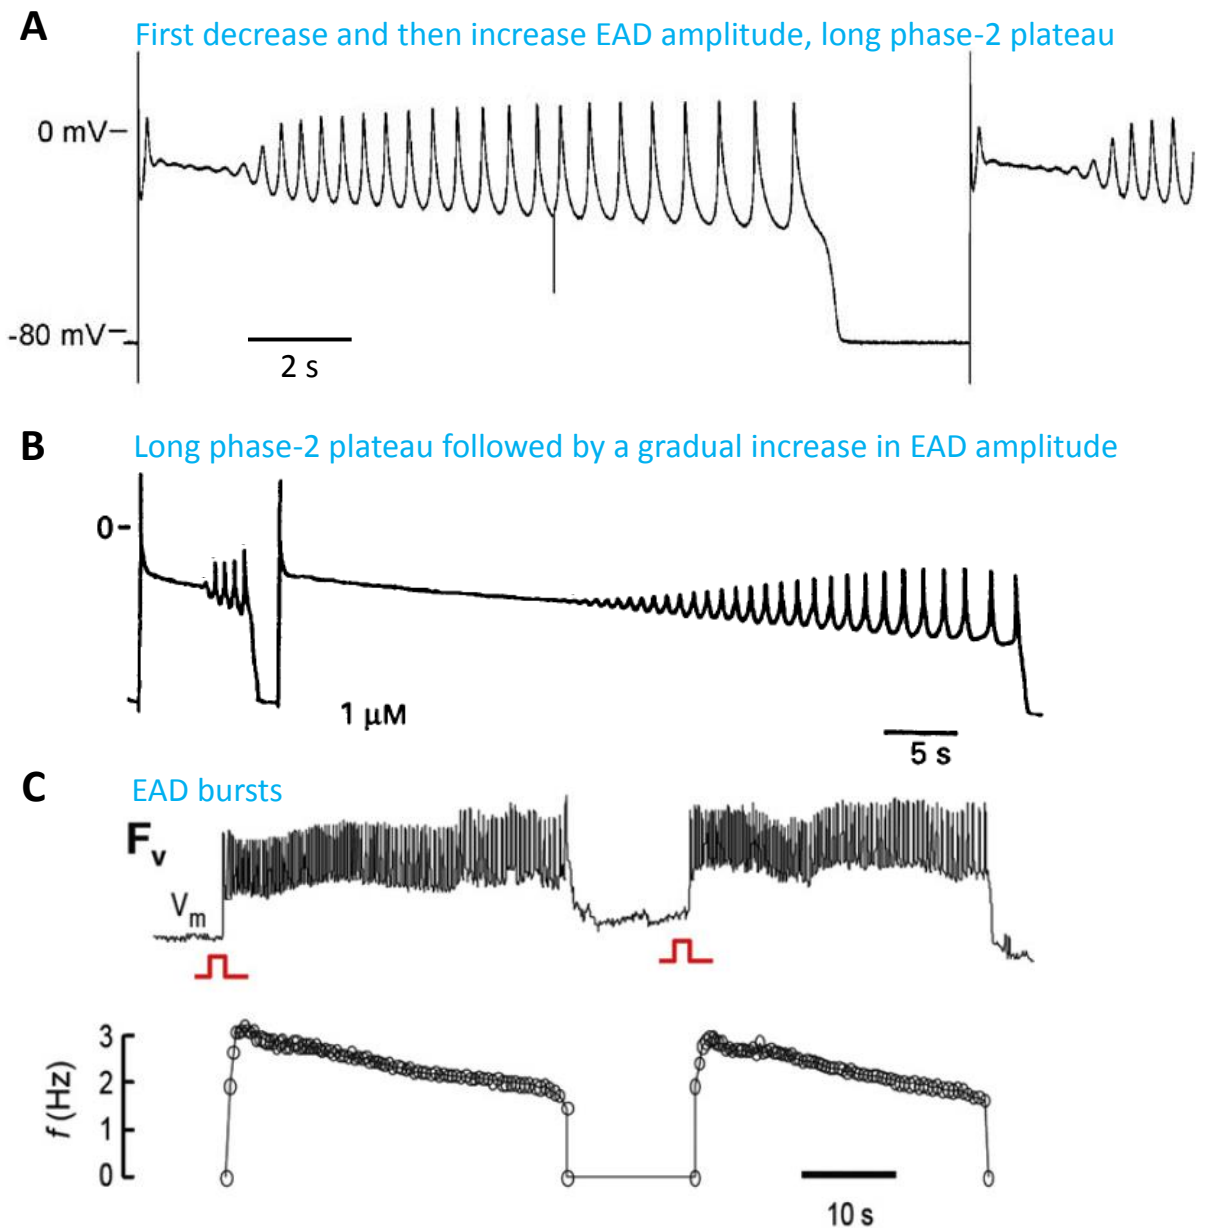 A
First decrease and then increase EAD amplitude, long phase-2 plateau
0 mV
-80 mV
2 s
B
Long phase-2 plateau followed by a gradual increase in EAD amplitude
0
1 μM
5 s
C
EAD bursts
Fv
Vm
3
2
1
0
f (Hz)
10 s